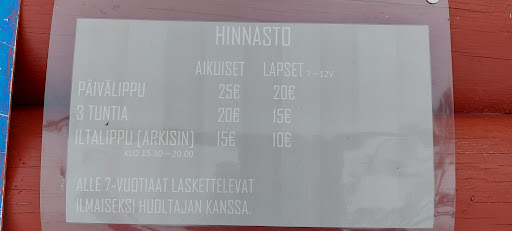 HINNASTO
AIKUISET LAPSET 7-12V
PÄIVÄLIPPU 25€ 20€
3 TUNTIA 20€ 15€
ILTALIPPU (ARKISIN) 15€ 10€
KLO 15.30-20.00
ALLE 7-VUOTIAAT LASKETTELEVAT
ILMAISEKSI HUOLTAJAN KANSSA.